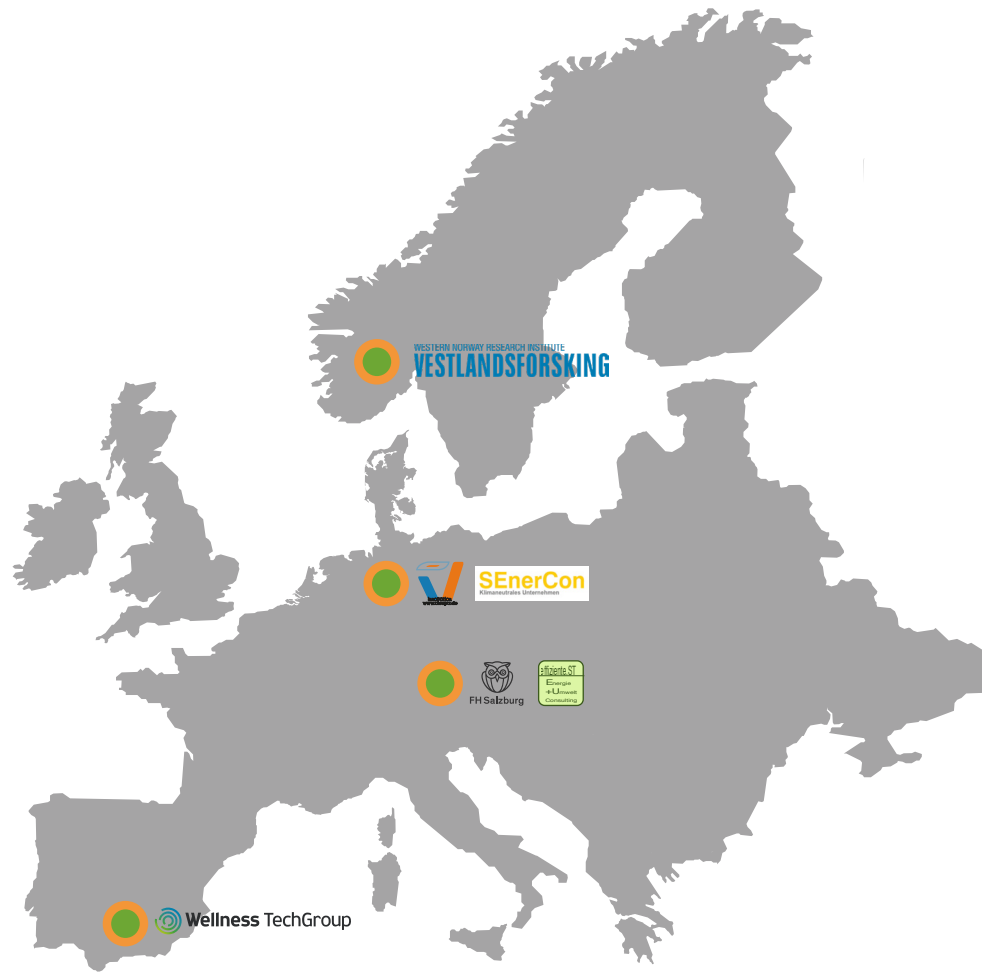 WESTERN NORWAY RESEARCH INSTITUTE
VESTLANDSFORSKING
SEnerCon
Klimaneutrales Unternehmen
effiziente.ST
Energie
+Umwelt
Consulting
FH Salzburg
Wellness TechGroup